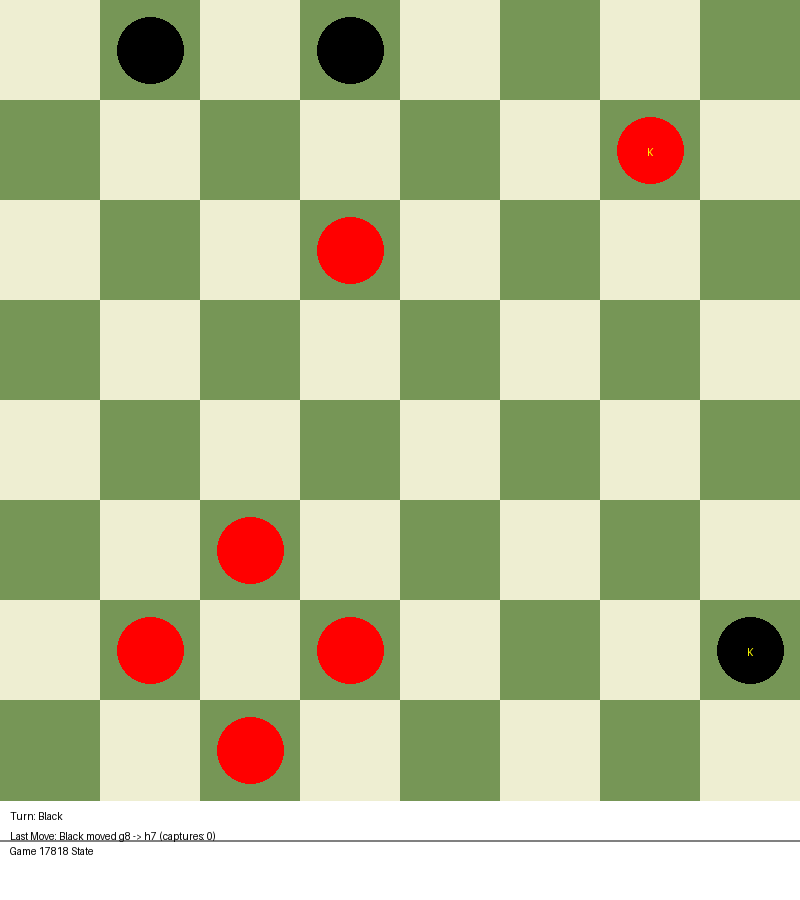 K
K
Turn: Black
Last Move: Black moved g8 -> h7 (captures: 0)
Game 17818 State